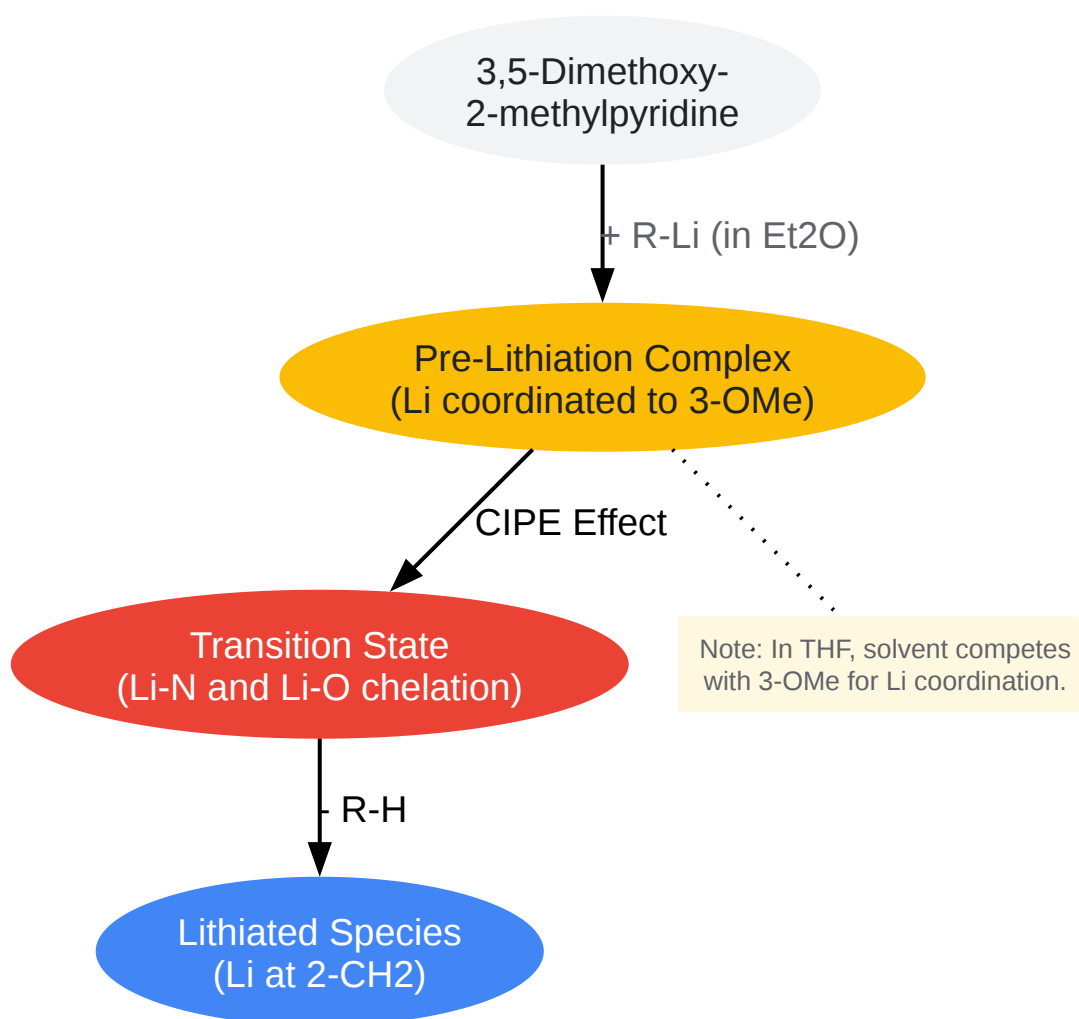 3,5-Dimethoxy-
2-methylpyridine
+ R-Li (in Et2O)
Pre-Lithiation Complex
(Li coordinated to 3-OMe)
CIPE Effect
Transition State
(Li-N and Li-O chelation)
Note: In THF, solvent competes
with 3-OMe for Li coordination.
- R-H
Lithiated Species
(Li at 2-CH2)